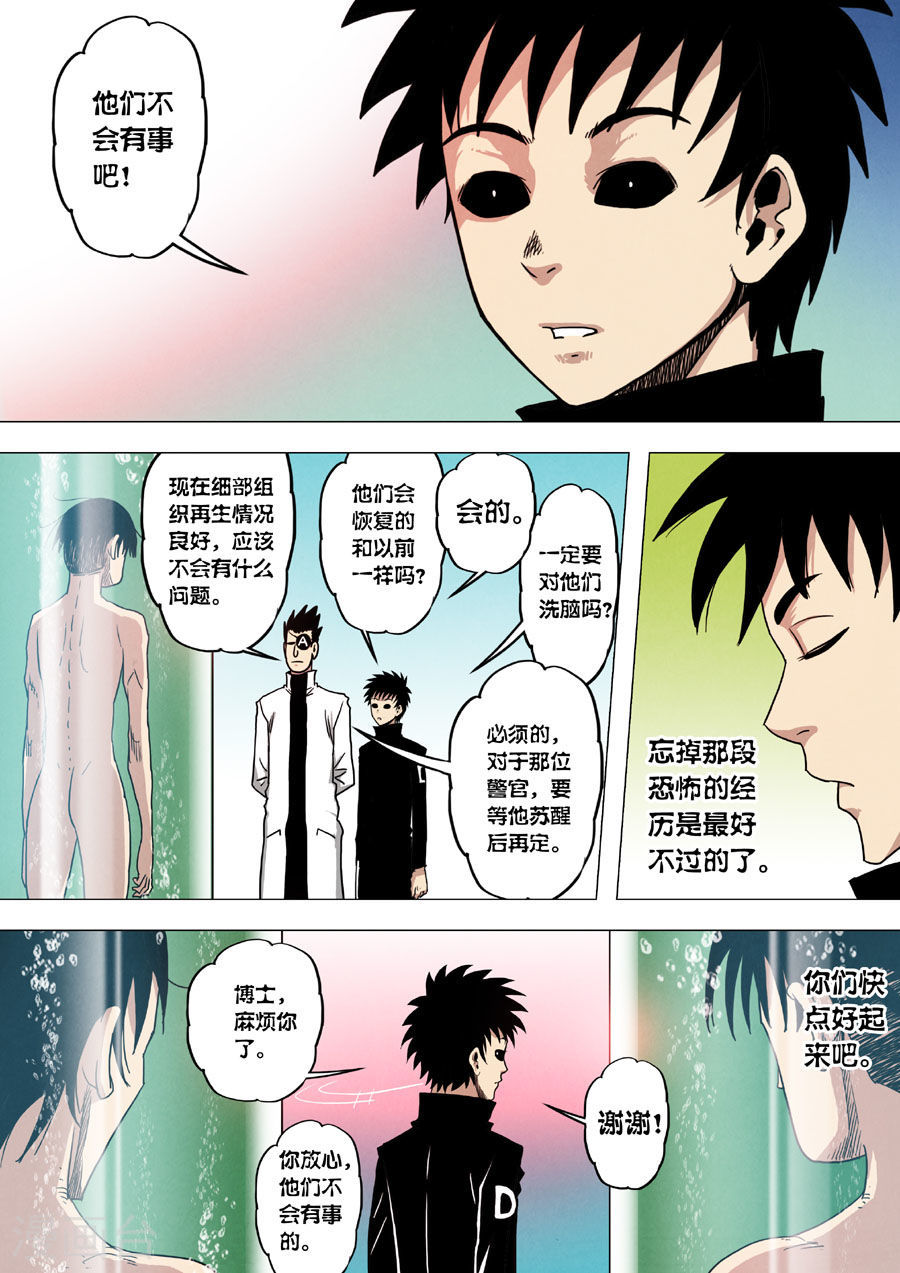 他们不
会有事
吧！
现在细部组
织再生情况
良好，应该
不会有什么
问题。
他们会
恢复的
和以前
一样吗？
会的。
一定要
对他们
洗脑吗？
A
D
必须的，
对于那位
警官，要
等他苏醒
后再定。
忘掉那段
恐怖的经
历是最好
不过的了。
博士，
麻烦你
了。
你放心，
他们不
会有事
的。
D
谢谢！
你们快
点好起
来吧。